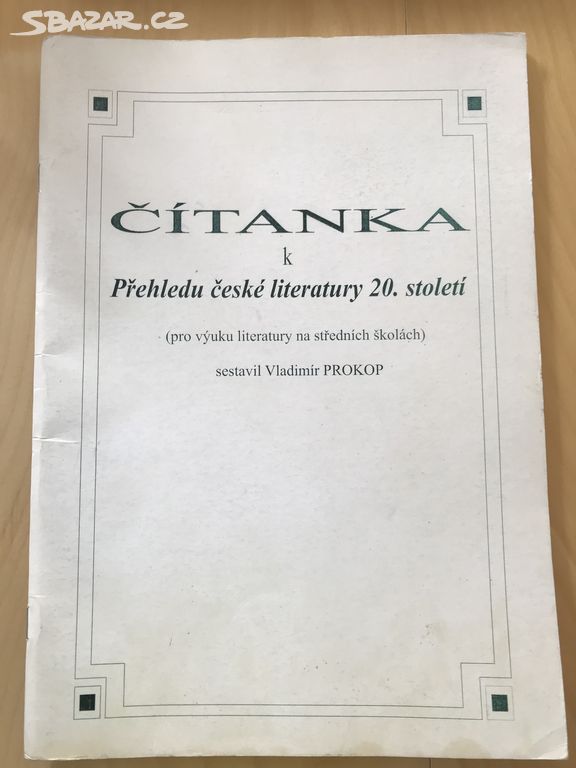 SBAZAR.CZ
ČÍTANKA
k
Přehledu české literatury 20. století
(pro výuku literatury na středních školách)
sestavil Vladimír PROKOP